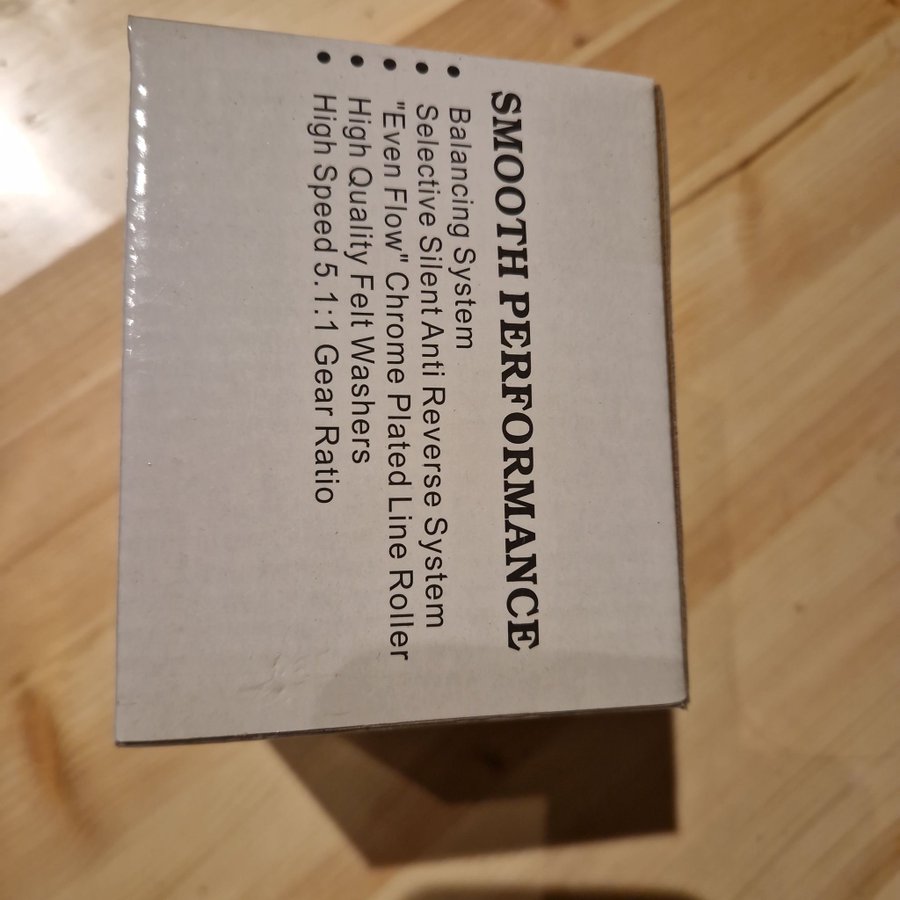 SMOOTH PERFORMANCE
• Balancing System
• Selective Silent Anti Reverse System
• "Even Flow" Chrome Plated Line Roller
• High Quality Felt Washers
• High Speed 5.1:1 Gear Ratio